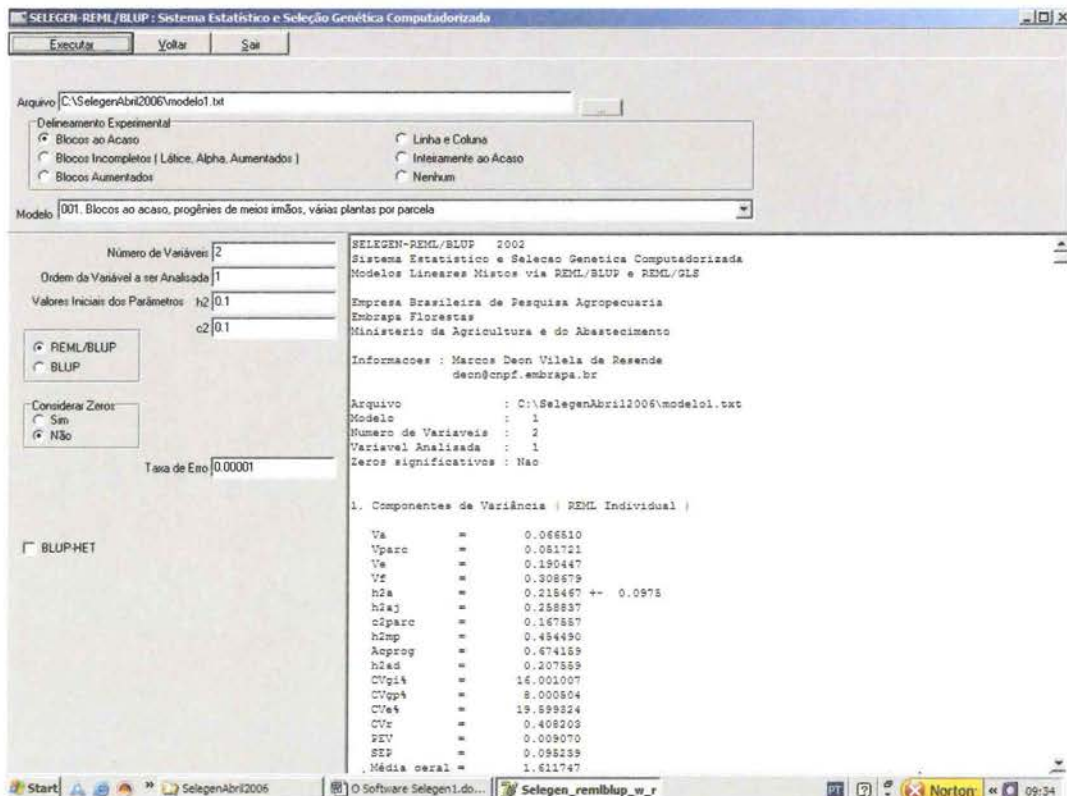 SELEGEN-REML/BLUP : Sistema Estatístico e Seleção Genética Computadorizada
Executar Voltar Sair
Arquivo C:\SelegenAbril2006\modelo1.txt ...
Delineamento Experimental
Blocos ao Acaso
Linha e Coluna
Blocos Incompletos ( Látice, Alpha, Aumentados )
Inteiramente ao Acaso
Blocos Aumentados
Nenhum
Modelo 001. Blocos ao acaso, progênies de meios irmãos, várias plantas por parcela
Número de Variáveis 2
Ordem da Variável a ser Analisada 1
Valores Iniciais dos Parâmetros h2 0.1
c2 0.1
REML/BLUP
BLUP
Considerar Zeros
Sim
Não
Taxa de Erro 0.00001
BLUP-HET
SELEGEN-REML/BLUP 2002
Sistema Estatistico e Selecao Genetica Computadorizada
Modelos Lineares Mistos via REML/BLUP e REML/GLS
Empresa Brasileira de Pesquisa Agropecuaria
Embrapa Florestas
Ministerio da Agricultura e do Abastecimento
Informacoes : Marcos Deon Vilela de Resende
deon@cnpf.embrapa.br
Arquivo : C:\SelegenAbril2006\modelo1.txt
Modelo : 1
Numero de Variaveis : 2
Variavel Analisada : 1
Zeros significativos : Nao
1. Componentes de Variância ( REML Individual )
Va = 0.066510
Vparc = 0.051721
Ve = 0.190447
Vf = 0.308679
h2a = 0.215467 +- 0.0975
h2aj = 0.258837
c2parc = 0.167557
h2mp = 0.454490
Acprog = 0.674159
h2ad = 0.207559
CVgi% = 16.001007
CVgp% = 8.000504
CVe% = 19.599324
CVr = 0.408203
PEV = 0.009070
SEP = 0.095239
Média geral = 1.611747
Start » SelegenAbril2006 O Software Selegen1.do... Selegen_remlblup_w_r PT ? Norton « 09:34